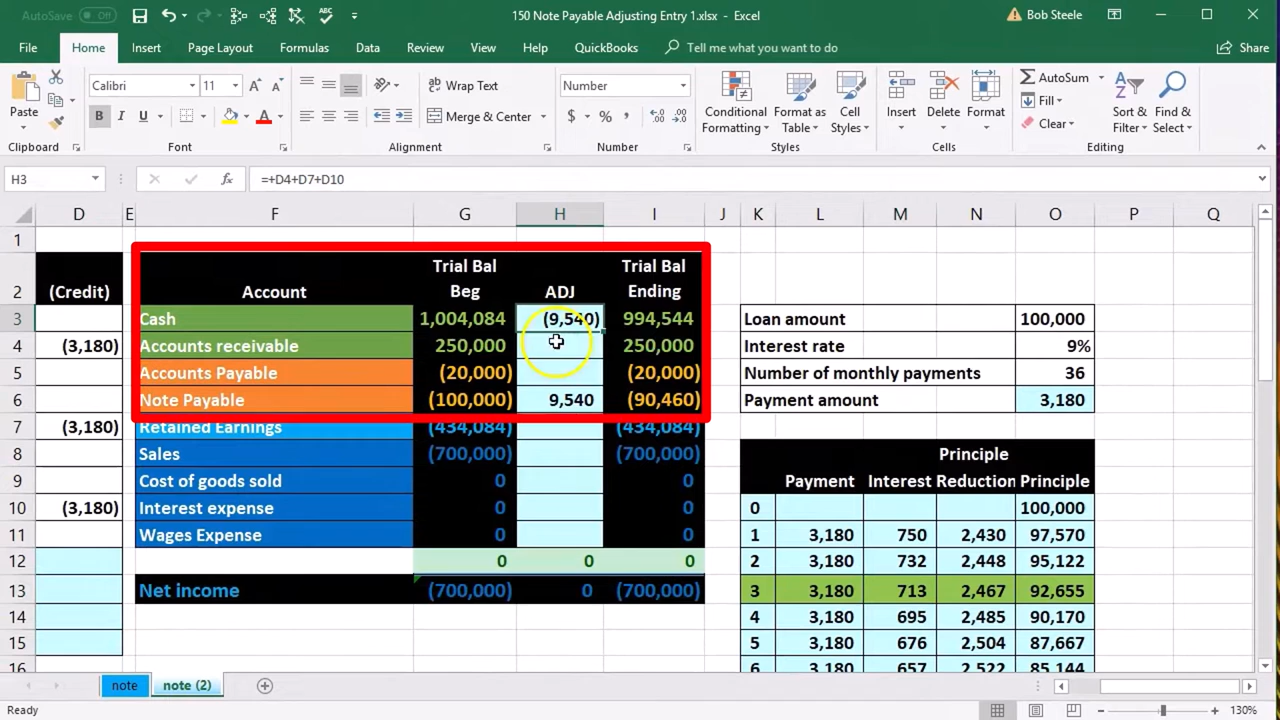 AutoSave Off 150 Note Payable Adjusting Entry 1.xlsx - Excel Bob Steele
File Home Insert Page Layout Formulas Data Review View Help QuickBooks Tell me what you want to do Share
Calibri 11 Wrap Text Number AutoSum
Paste Conditional Formatting Format as Table Cell Styles Insert Delete Format Fill Sort & Filter Find & Select
B I U A Merge & Center $ % , Clear
Clipboard Font Alignment Number Styles Cells Editing
H3 fx =+D4+D7+D10
D E F G H I J K L M N O P Q
1
2 (Credit) Account Trial Bal Beg ADJ Trial Bal Ending
3 Cash 1,004,084 (9,540) 994,544 Loan amount 100,000
4 (3,180) Accounts receivable 250,000 250,000 Interest rate 9%
5 Accounts Payable (20,000) (20,000) Number of monthly payments 36
6 Note Payable (100,000) 9,540 (90,460) Payment amount 3,180
7 (3,180) Retained Earnings (434,084) (434,084)
8 Sales (700,000) (700,000) Principle
9 Cost of goods sold 0 0 Payment Interest Reduction Principle
10 (3,180) Interest expense 0 0 0 100,000
11 Wages Expense 0 0 1 3,180 750 2,430 97,570
12 0 0 0 2 3,180 732 2,448 95,122
13 Net income (700,000) 0 (700,000) 3 3,180 713 2,467 92,655
14 4 3,180 695 2,485 90,170
15 5 3,180 676 2,504 87,667
16 6 3,180 657 2,522 85,144
note note (2)
Ready 130%